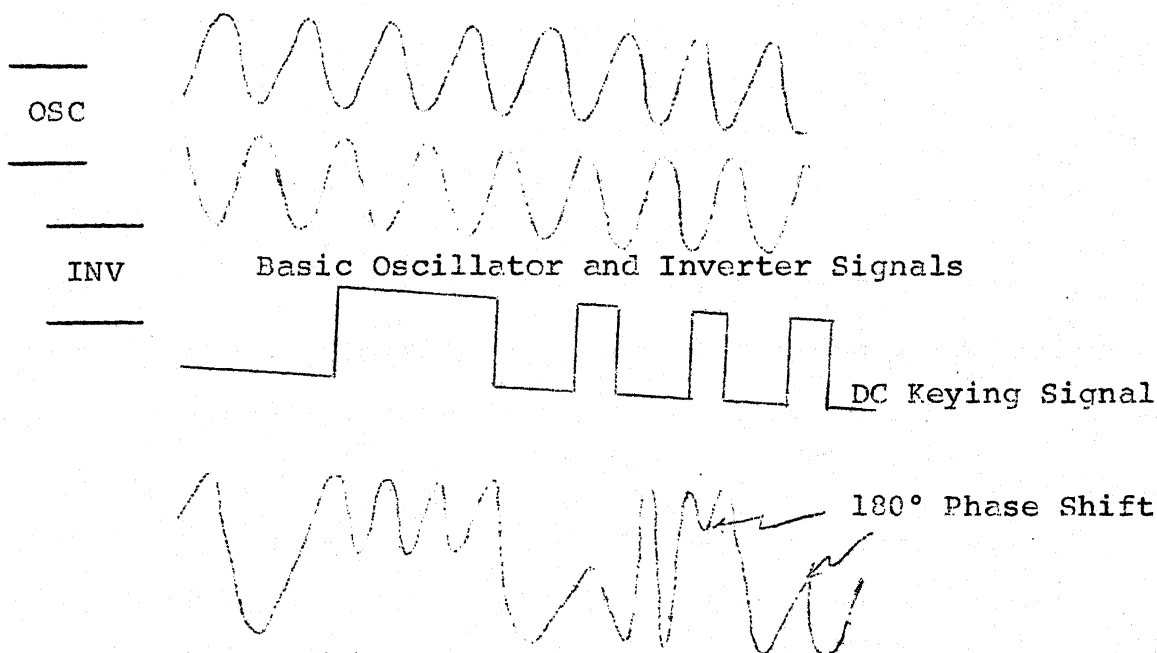 OSC
INV
Basic Oscillator and Inverter Signals
DC Keying Signal
180° Phase Shift